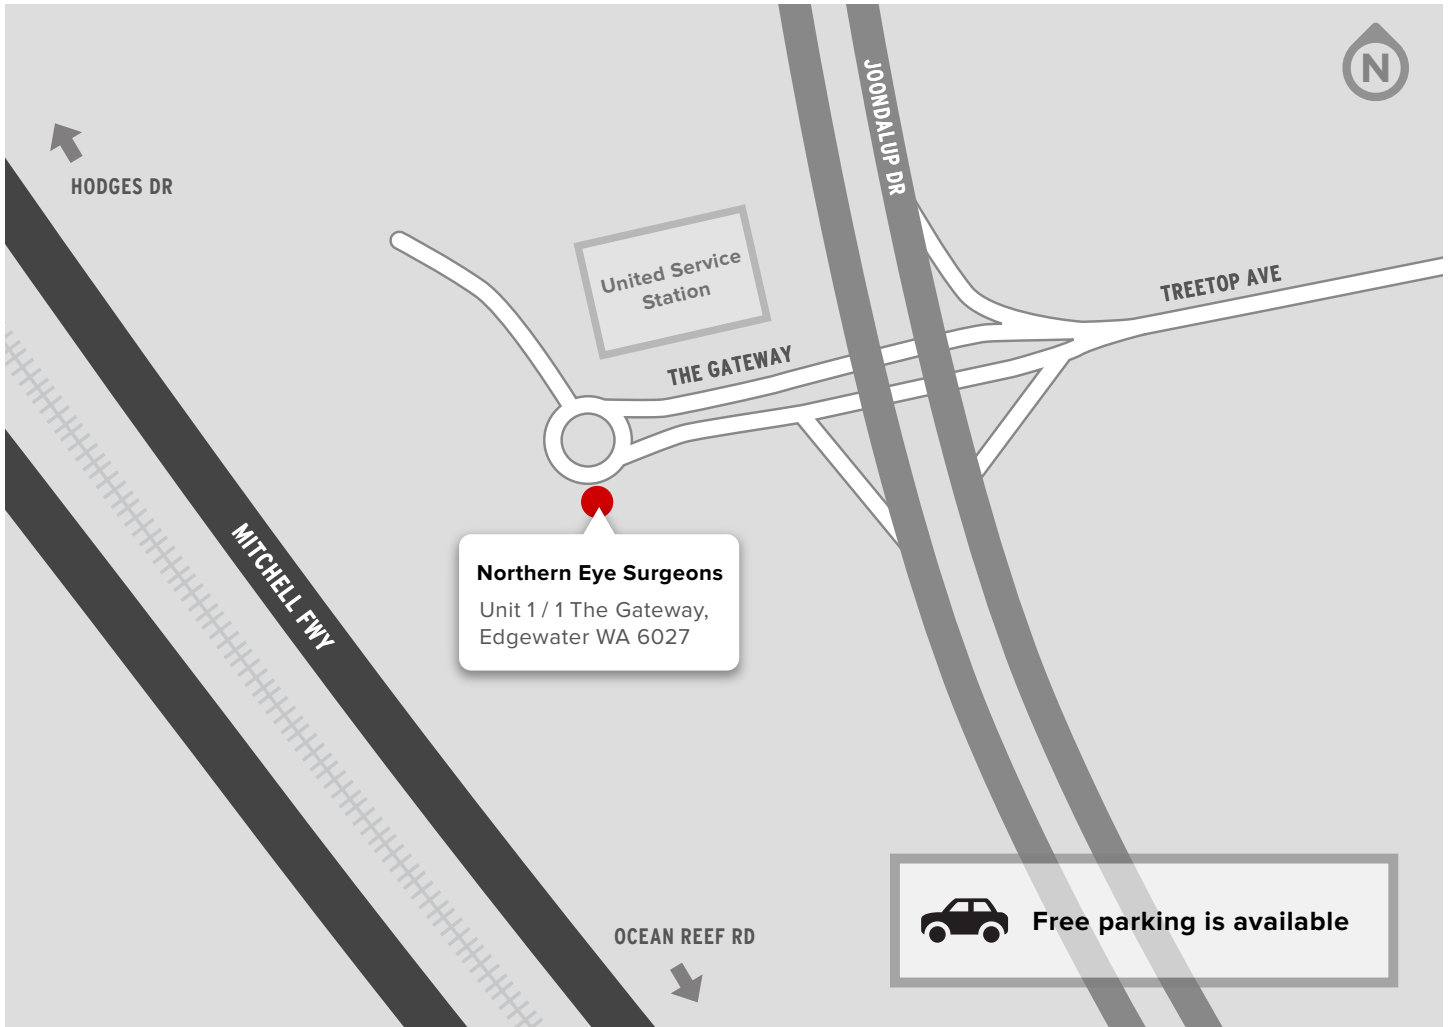 N
JOONDALUP DR
HODGES DR
United Service
Station
TREETOP AVE
THE GATEWAY
MITCHELL FWY
Northern Eye Surgeons
Unit 1 / 1 The Gateway,
Edgewater WA 6027
OCEAN REEF RD
Free parking is available